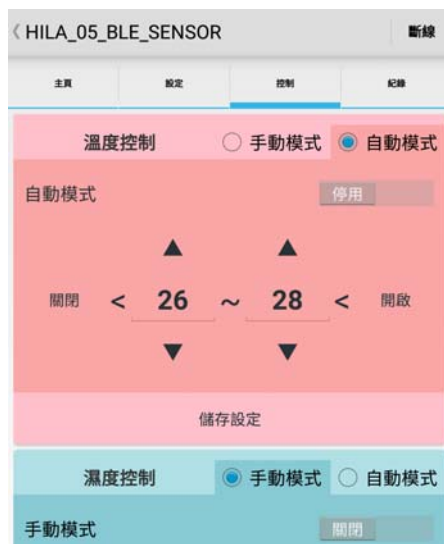 HILA_05_BLE_SENSOR 斷線
主頁 設定 控制 紀錄
溫度控制 手動模式 自動模式
自動模式 停用
關閉 < 26 ~ 28 < 開啟
儲存設定
濕度控制 手動模式 自動模式
手動模式 關閉